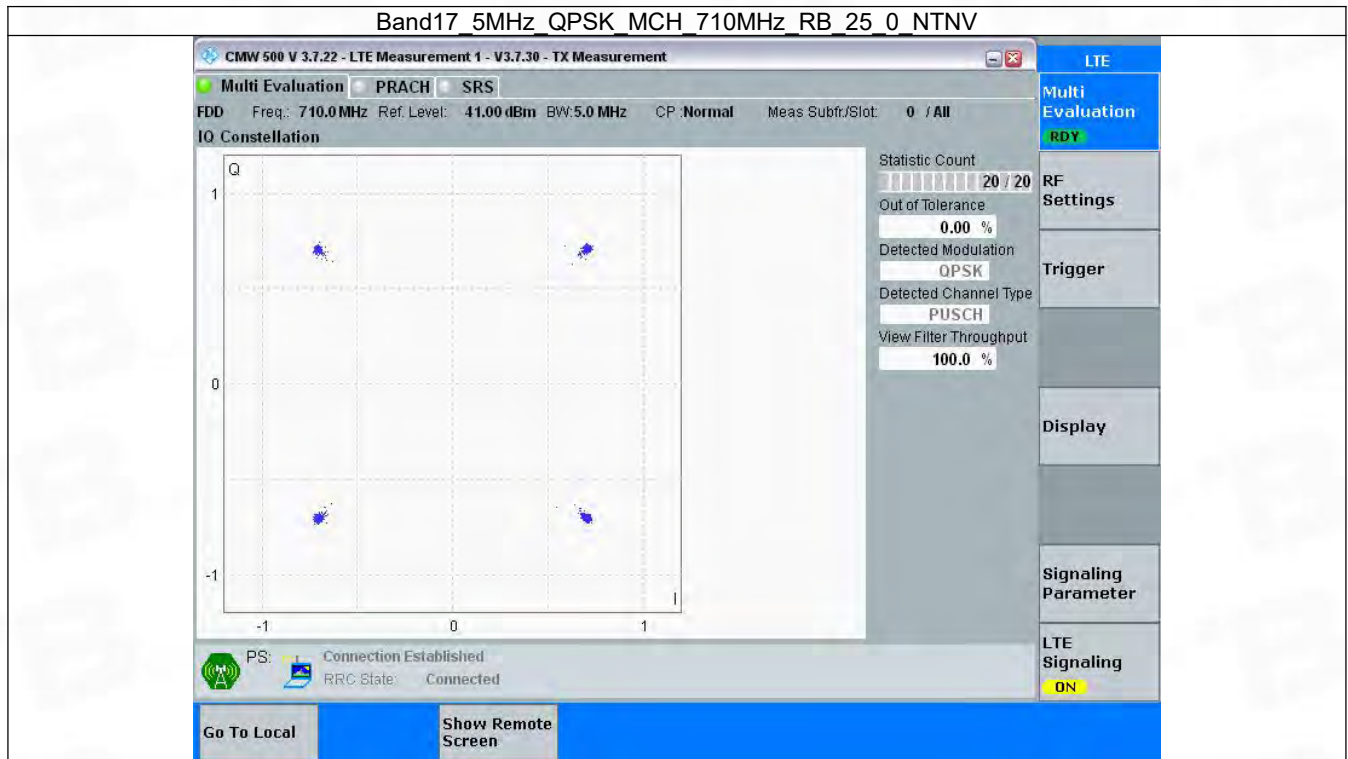 Band17_5MHz_QPSK_MCH_710MHz_RB_25_0_NTNV
CMW 500 V 3.7.22 - LTE Measurement 1 - V3.7.30 - TX Measurement
LTE
Multi Evaluation PRACH SRS
Multi
Evaluation
RDY
FDD Freq.: 710.0 MHz Ref. Level: 41.00 dBm BW: 5.0 MHz CP :Normal Meas Subfr./Slot: 0 / All
IQ Constellation
Q
1
0
-1
I
-1 0 1
Statistic Count
20 / 20
Out of Tolerance
0.00 %
Detected Modulation
QPSK
Detected Channel Type
PUSCH
View Filter Throughput
100.0 %
RF
Settings
Trigger
Display
Signaling
Parameter
LTE
Signaling
ON
PS: Connection Established
RRC State: Connected
Go To Local
Show Remote
Screen